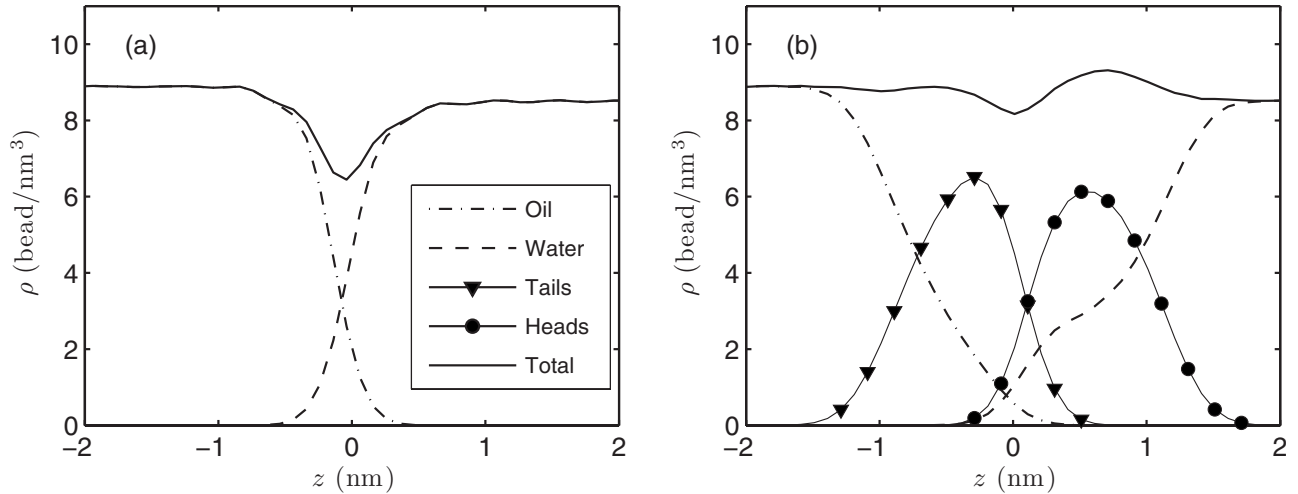 (a)
10
8
6
4
2
0
ρ (bead/nm³)
−2
−1
0
1
2
z (nm)
Oil
Water
Tails
Heads
Total
(b)
10
8
6
4
2
0
ρ (bead/nm³)
−2
−1
0
1
2
z (nm)